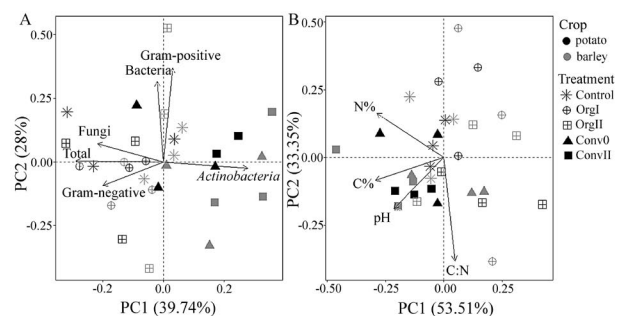 A
0.50
0.25
0.00
-0.25
PC2 (28%)
Gram-positive
Bacteria
Fungi
Total
Gram-negative
Actinobacteria
-0.2
0.0
0.2
PC1 (39.74%)
B
0.50
0.25
0.00
-0.25
PC2 (33.35%)
N%
C%
pH
C:N
-0.50
-0.25
0.00
0.25
0.50
PC1 (53.51%)
Crop
potato
barley
Treatment
Control
OrgI
OrgII
Conv0
ConvII